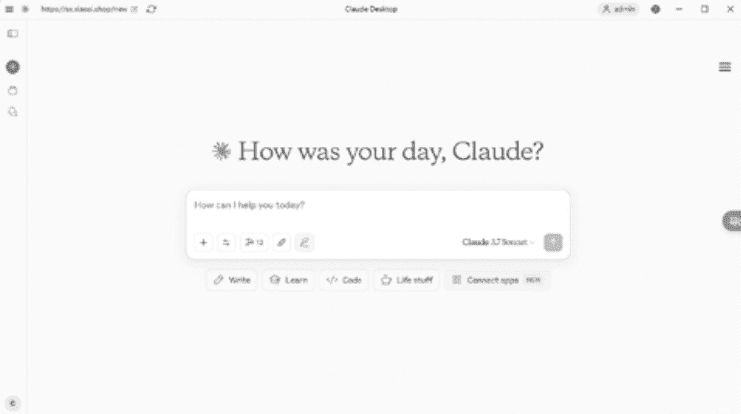 Claude Desktop
admin
How was your day, Claude?
How can I help you today?
12
Claude 3.7 Sonnet
Write
Learn
Code
Life stuff
Connect apps NEW
C